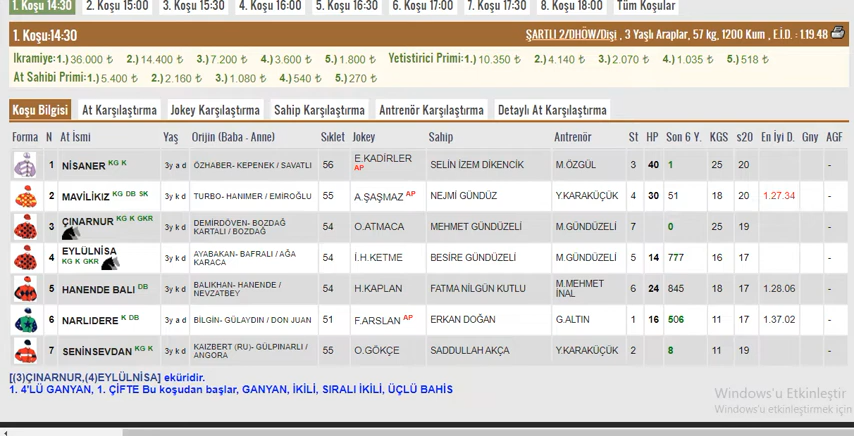 1. Koşu 14:30 2. Koşu 15:00 3. Koşu 15:30 4. Koşu 16:00 5. Koşu 16:30 6. Koşu 17:00 7. Koşu 17:30 8. Koşu 18:00 Tüm Koşular
1. Koşu:14:30 ŞARTLI 2/DHÖW/Dişi , 3 Yaşlı Araplar, 57 kg, 1200 Kum , E.İ.D. : 1.19.48
Ikramiye:1.) 36.000 ₺ 2.) 14.400 ₺ 3.) 7.200 ₺ 4.) 3.600 ₺ 5.) 1.800 ₺ Yetistirici Primi:1.) 10.350 ₺ 2.) 4.140 ₺ 3.) 2.070 ₺ 4.) 1.035 ₺ 5.) 518 ₺
At Sahibi Primi:1.) 5.400 ₺ 2.) 2.160 ₺ 3.) 1.080 ₺ 4.) 540 ₺ 5.) 270 ₺
Koşu Bilgisi At Karşılaştırma Jokey Karşılaştırma Sahip Karşılaştırma Antrenör Karşılaştırma Detaylı At Karşılaştırma
Forma N At İsmi Yaş Orijin (Baba - Anne) Sıklet Jokey Sahip Antrenör St HP Son 6 Y. KGS s20 En İyi D. Gny AGF
1 NİSANER KG K 3y a d ÖZHABER- KEPENEK / SAVATLI 56 E.KADİRLER AP SELİN İZEM DİKENCİK M.ÖZGÜL 3 40 1 25 20 -
2 MAVİLİKIZ KG DB SK 3y k d TURBO- HANIMER / EMİROĞLU 55 A.ŞAŞMAZ AP NEJMİ GÜNDÜZ Y.KARAKÜÇÜK 4 30 51 18 20 1.27.34 -
3 ÇINARNUR KG K GKR 3y k d DEMİRDÖVEN- BOZDAĞ KARTALI / BOZDAĞ 54 O.ATMACA MEHMET GÜNDÜZELİ M.GÜNDÜZELİ 7 0 25 19 -
4 EYLÜLNİSA KG K GKR 3y k d AYABAKAN- BAFRALI / AĞA KARACA 54 İ.H.KETME BESİRE GÜNDÜZELİ M.GÜNDÜZELİ 5 14 777 16 17 -
5 HANENDE BALI DB 3y k d BALIKHAN- HANENDE / NEVZATBEY 54 H.KAPLAN FATMA NİLGÜN KUTLU M.MEHMET İNAL 6 24 845 18 17 1.28.06 -
6 NARLIDERE K DB 3y a d BİLGİN- GÜLAYDIN / DON JUAN 51 F.ARSLAN AP ERKAN DOĞAN G.ALTIN 1 16 506 11 17 1.37.02 -
7 SENİNSEVDAN KG K 3y k d KAIZBERT (RU)- GÜLPINARLI / ANGORA 55 O.GÖKÇE SADDULLAH AKÇA Y.KARAKÜÇÜK 2 8 11 19 -
[(3)ÇINARNUR,(4)EYLÜLNİSA] eküridir.
1. 4'LÜ GANYAN, 1. ÇİFTE Bu koşudan başlar, GANYAN, İKİLİ, SIRALI İKİLİ, ÜÇLÜ BAHİS
Windows'u Etkinleştir
Windows'u etkinleştirmek için